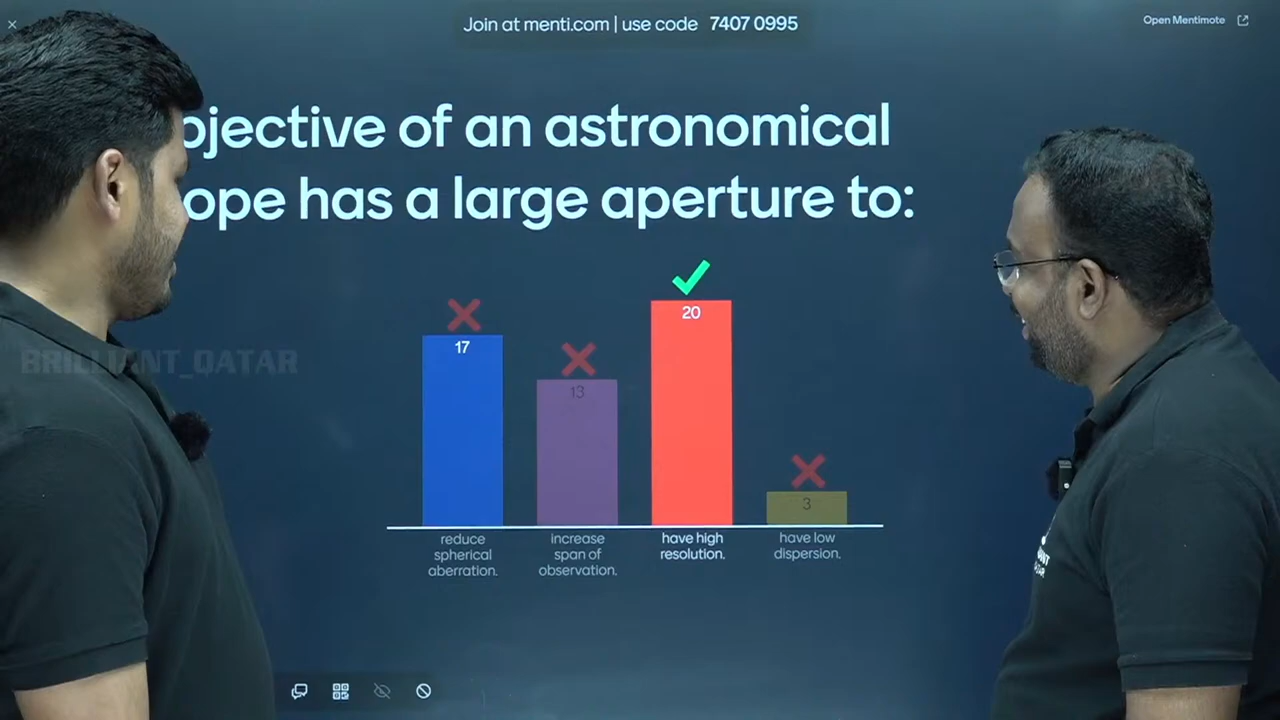 Join at menti.com | use code 7407 0995
Open Mentimote
bjective of an astronomical
ope has a large aperture to:
17
13
20
3
reduce
spherical
aberration.
increase
span of
observation.
have high
resolution.
have low
dispersion.
BRILLIANT_QATAR